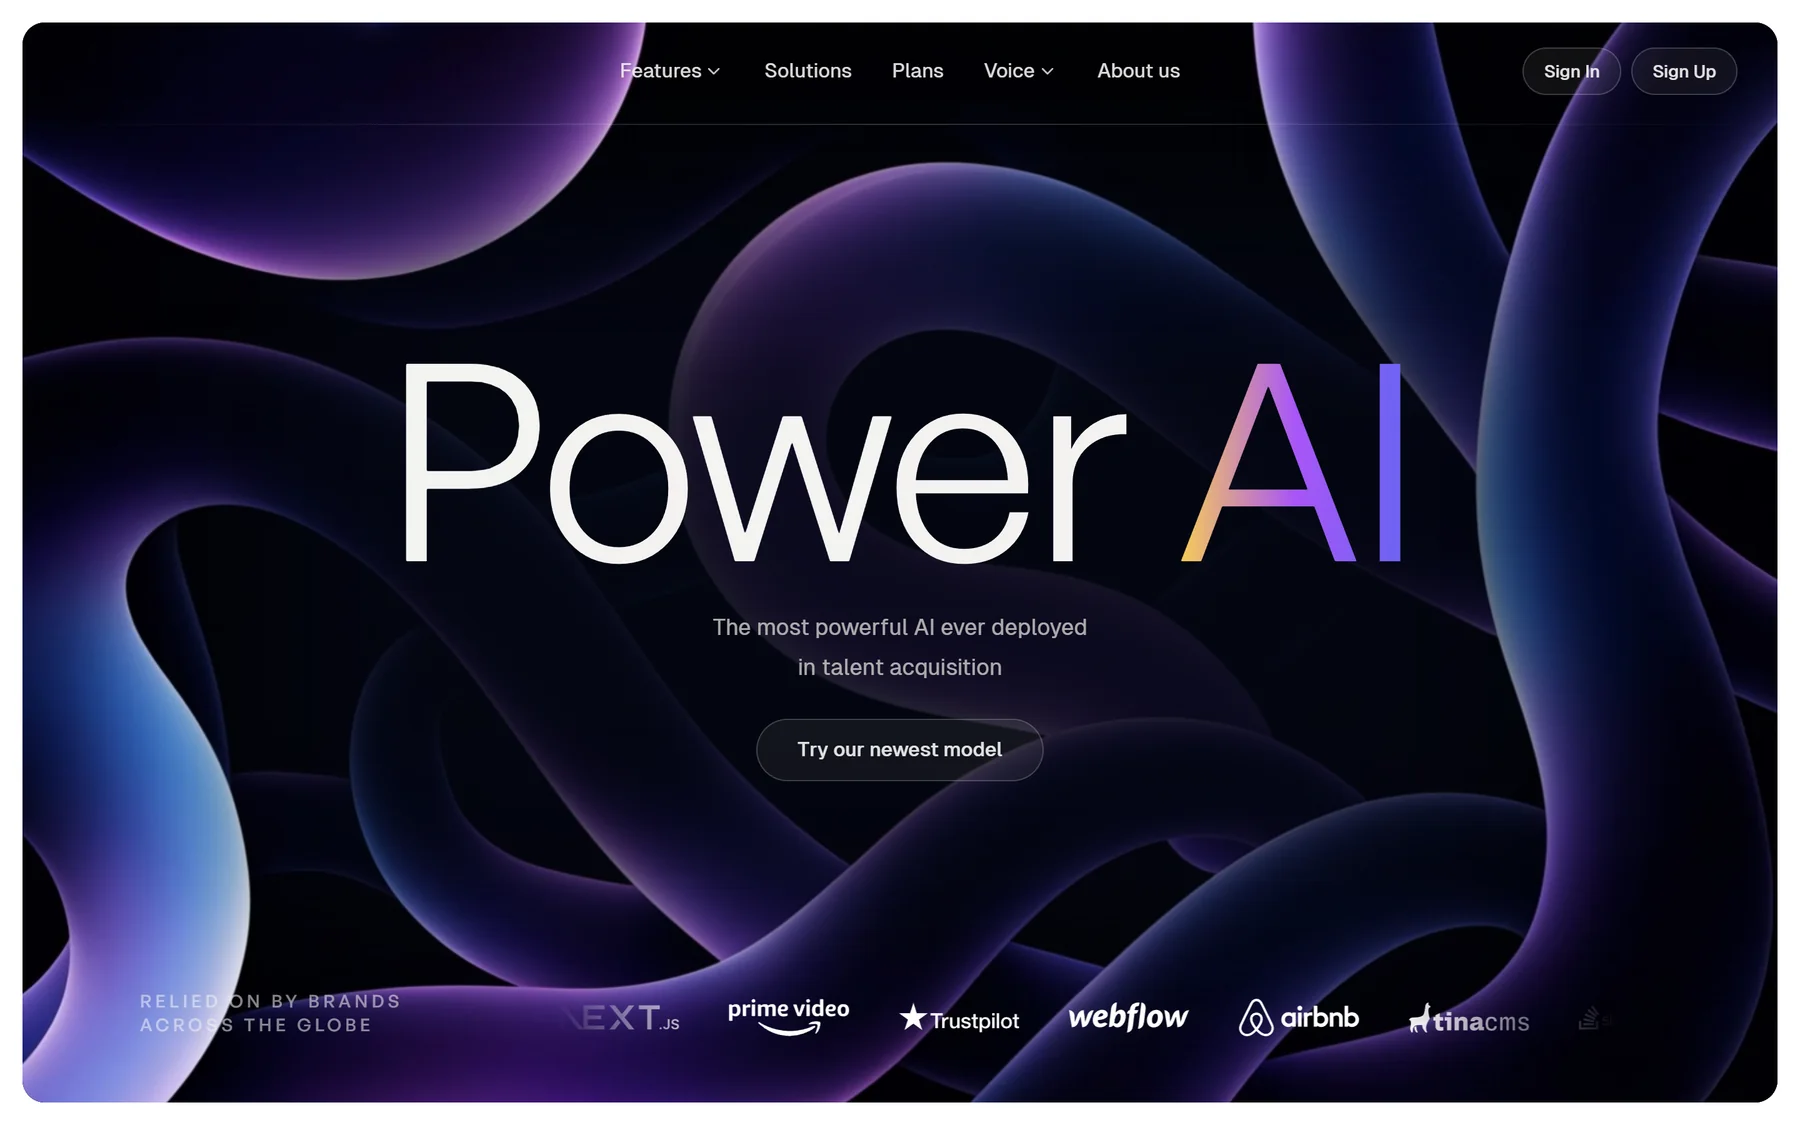 Features
Solutions
Plans
Voice
About us
Sign In
Sign Up
Power AI
The most powerful AI ever deployed
in talent acquisition
Try our newest model
RELIED ON BY BRANDS
ACROSS THE GLOBE
NEXT.JS
prime video
Trustpilot
webflow
airbnb
tinacms